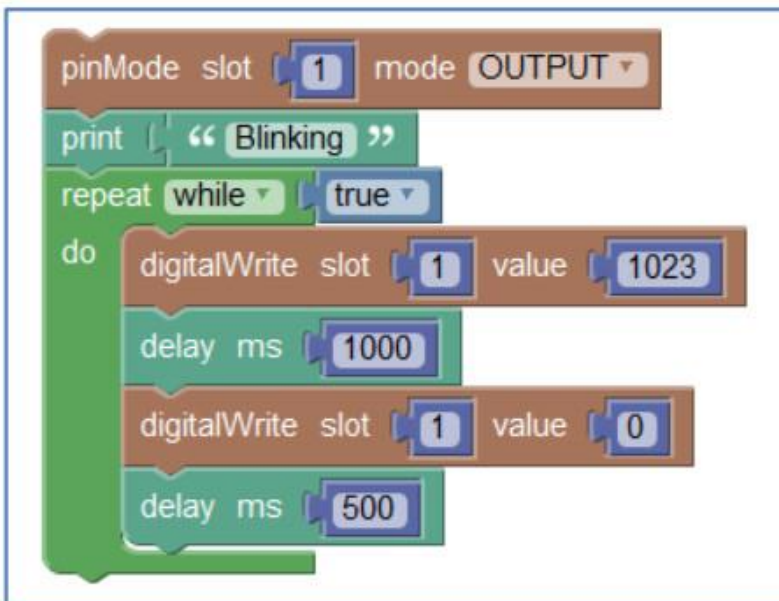 pinMode slot 1 mode OUTPUT
print “ Blinking ”
repeat while true
do
digitalWrite slot 1 value 1023
delay ms 1000
digitalWrite slot 1 value 0
delay ms 500